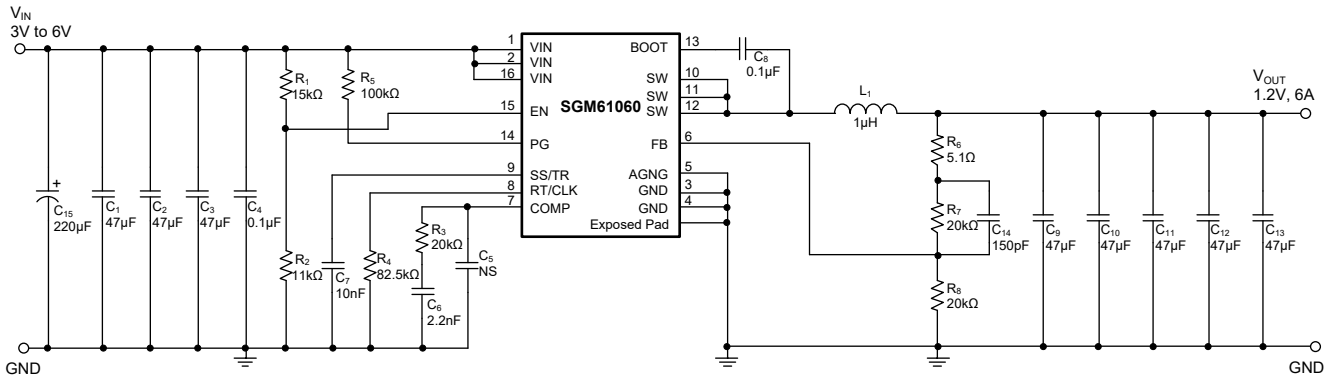 VIN
3V to 6V
C15
220μF
C1
47μF
C2
47μF
C3
47μF
C4
0.1μF
R1
15kΩ
R5
100kΩ
R2
11kΩ
C7
10nF
R4
82.5kΩ
R3
20kΩ
C6
2.2nF
C5
NS
GND
1 VIN
2 VIN
16 VIN
15 EN
14 PG
9 SS/TR
8 RT/CLK
7 COMP
SGM61060
BOOT 13
SW 10
SW 11
SW 12
FB 6
AGNG 5
GND 3
GND 4
Exposed Pad
C8
0.1μF
L1
1μH
R6
5.1Ω
R7
20kΩ
C14
150pF
R8
20kΩ
C9
47μF
C10
47μF
C11
47μF
C12
47μF
C13
47μF
VOUT
1.2V, 6A
GND